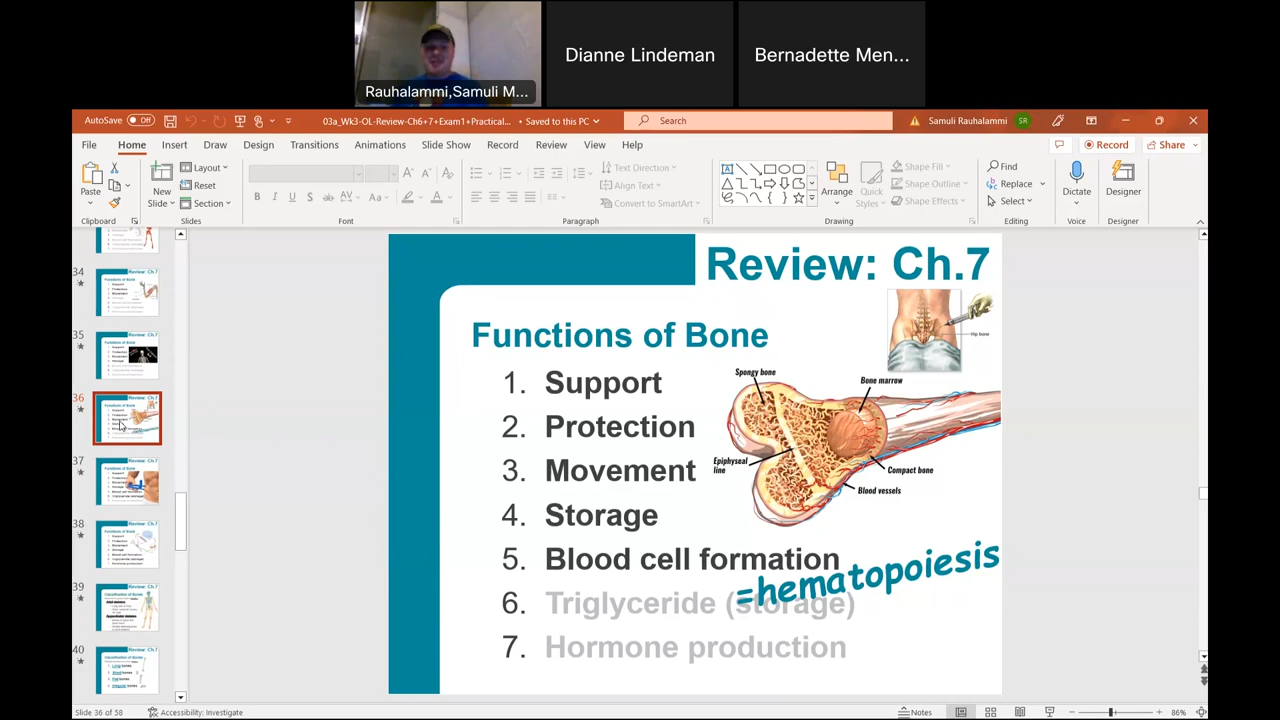 Rauhalammi,Samuli M...
Dianne Lindeman
Bernadette Men...
AutoSave Off
03a_Wk3-OL-Review-Ch6+7+Exam1+Practical... • Saved to this PC
Search
Samuli Rauhalammi SR
File Home Insert Draw Design Transitions Animations Slide Show Record Review View Help
Record Share
Paste
New
Slide
Layout
Reset
Section
Text Direction
Align Text
Convert to SmartArt
Arrange
Quick
Styles
Shape Fill
Shape Outline
Shape Effects
Find
Replace
Select
Dictate
Designer
Clipboard Slides Font Paragraph Drawing Editing Voice Designer
34
35
36
37
38
39
40
Review: Ch.7
Functions of Bone
1. Support
2. Protection
3. Movement
4. Storage
5. Blood cell formation
=hematopoiesis
6. Triglyceride (storage)
7. Hormone production
Hip bone
Spongy bone
Bone marrow
Epiphyseal
line
Compact bone
Blood vessels
Slide 36 of 58
Accessibility: Investigate
Notes
86%